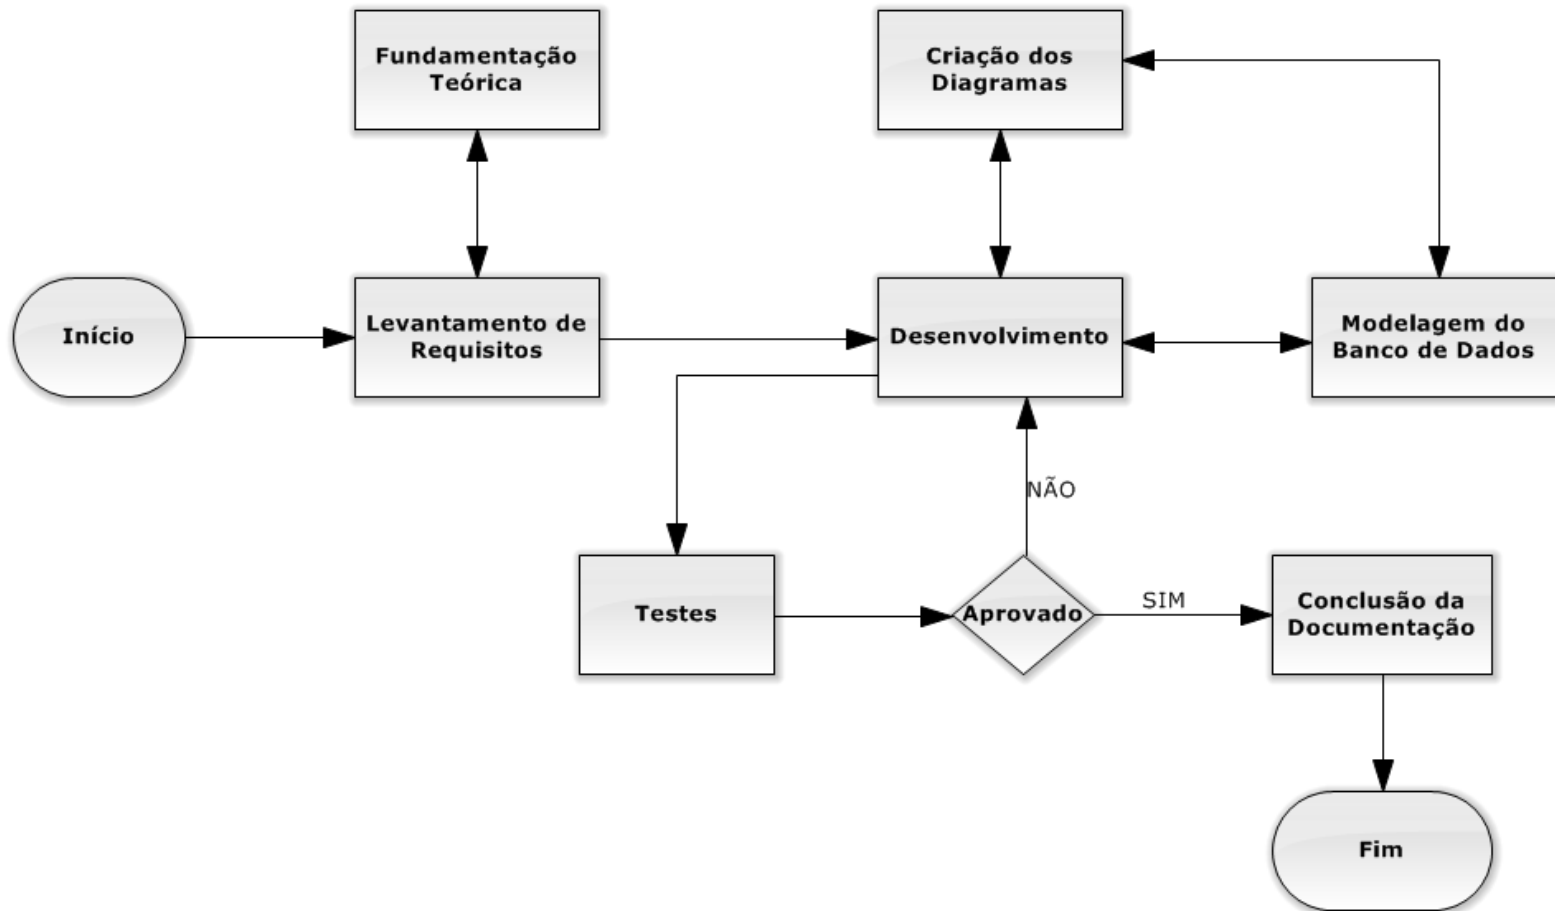 Fundamentação
Teórica
Criação dos
Diagramas
Início
Levantamento de
Requisitos
Desenvolvimento
Modelagem do
Banco de Dados
NÃO
Testes
Aprovado
SIM
Conclusão da
Documentação
Fim